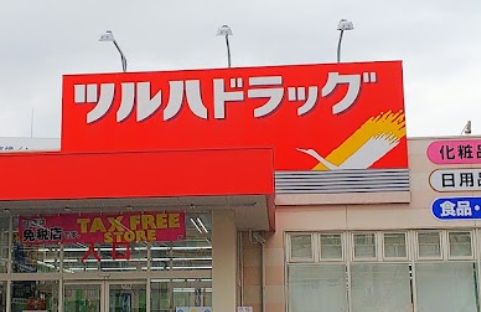 ツルハドラッグ
化粧品
日用品
食品・
免税店
TAX FREE
STORE
入口